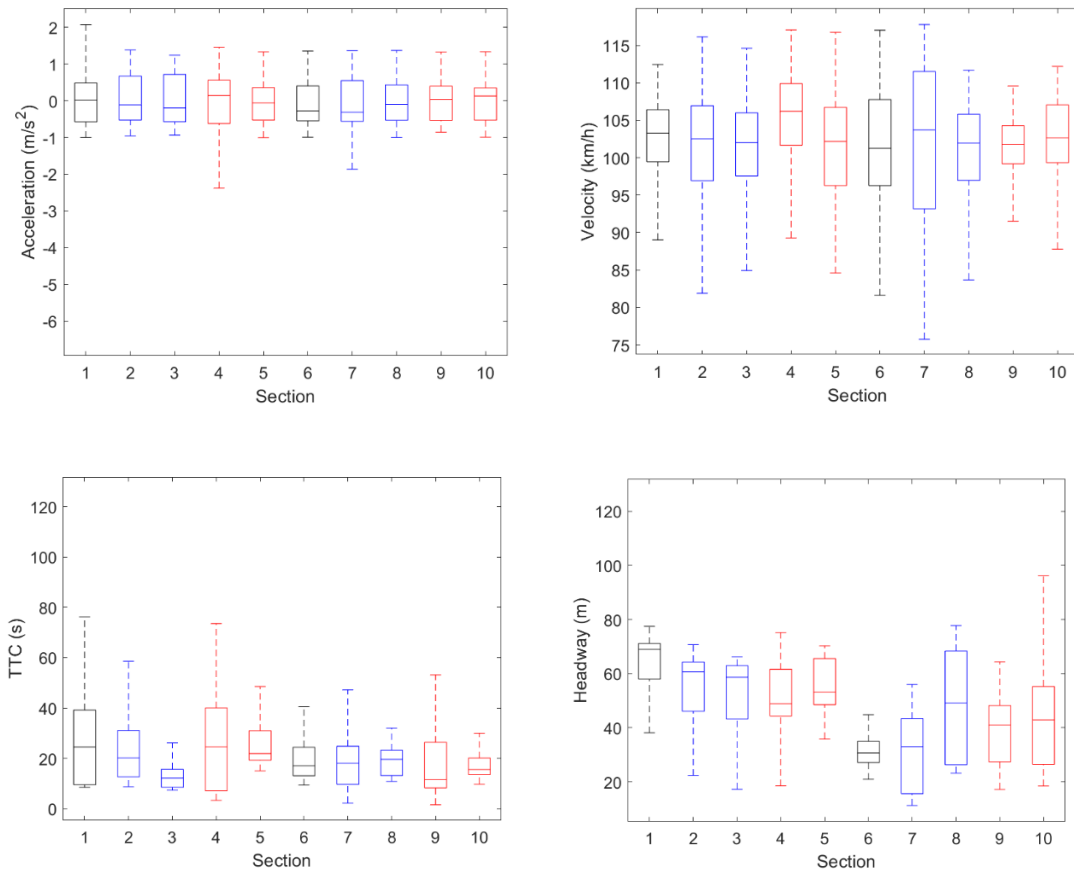 2
1
0
-1
-2
-3
-4
-5
-6
Acceleration (m/s²)
1 2 3 4 5 6 7 8 9 10
Section
115
110
105
100
95
90
85
80
75
Velocity (km/h)
1 2 3 4 5 6 7 8 9 10
Section
120
100
80
60
40
20
0
TTC (s)
1 2 3 4 5 6 7 8 9 10
Section
120
100
80
60
40
20
Headway (m)
1 2 3 4 5 6 7 8 9 10
Section